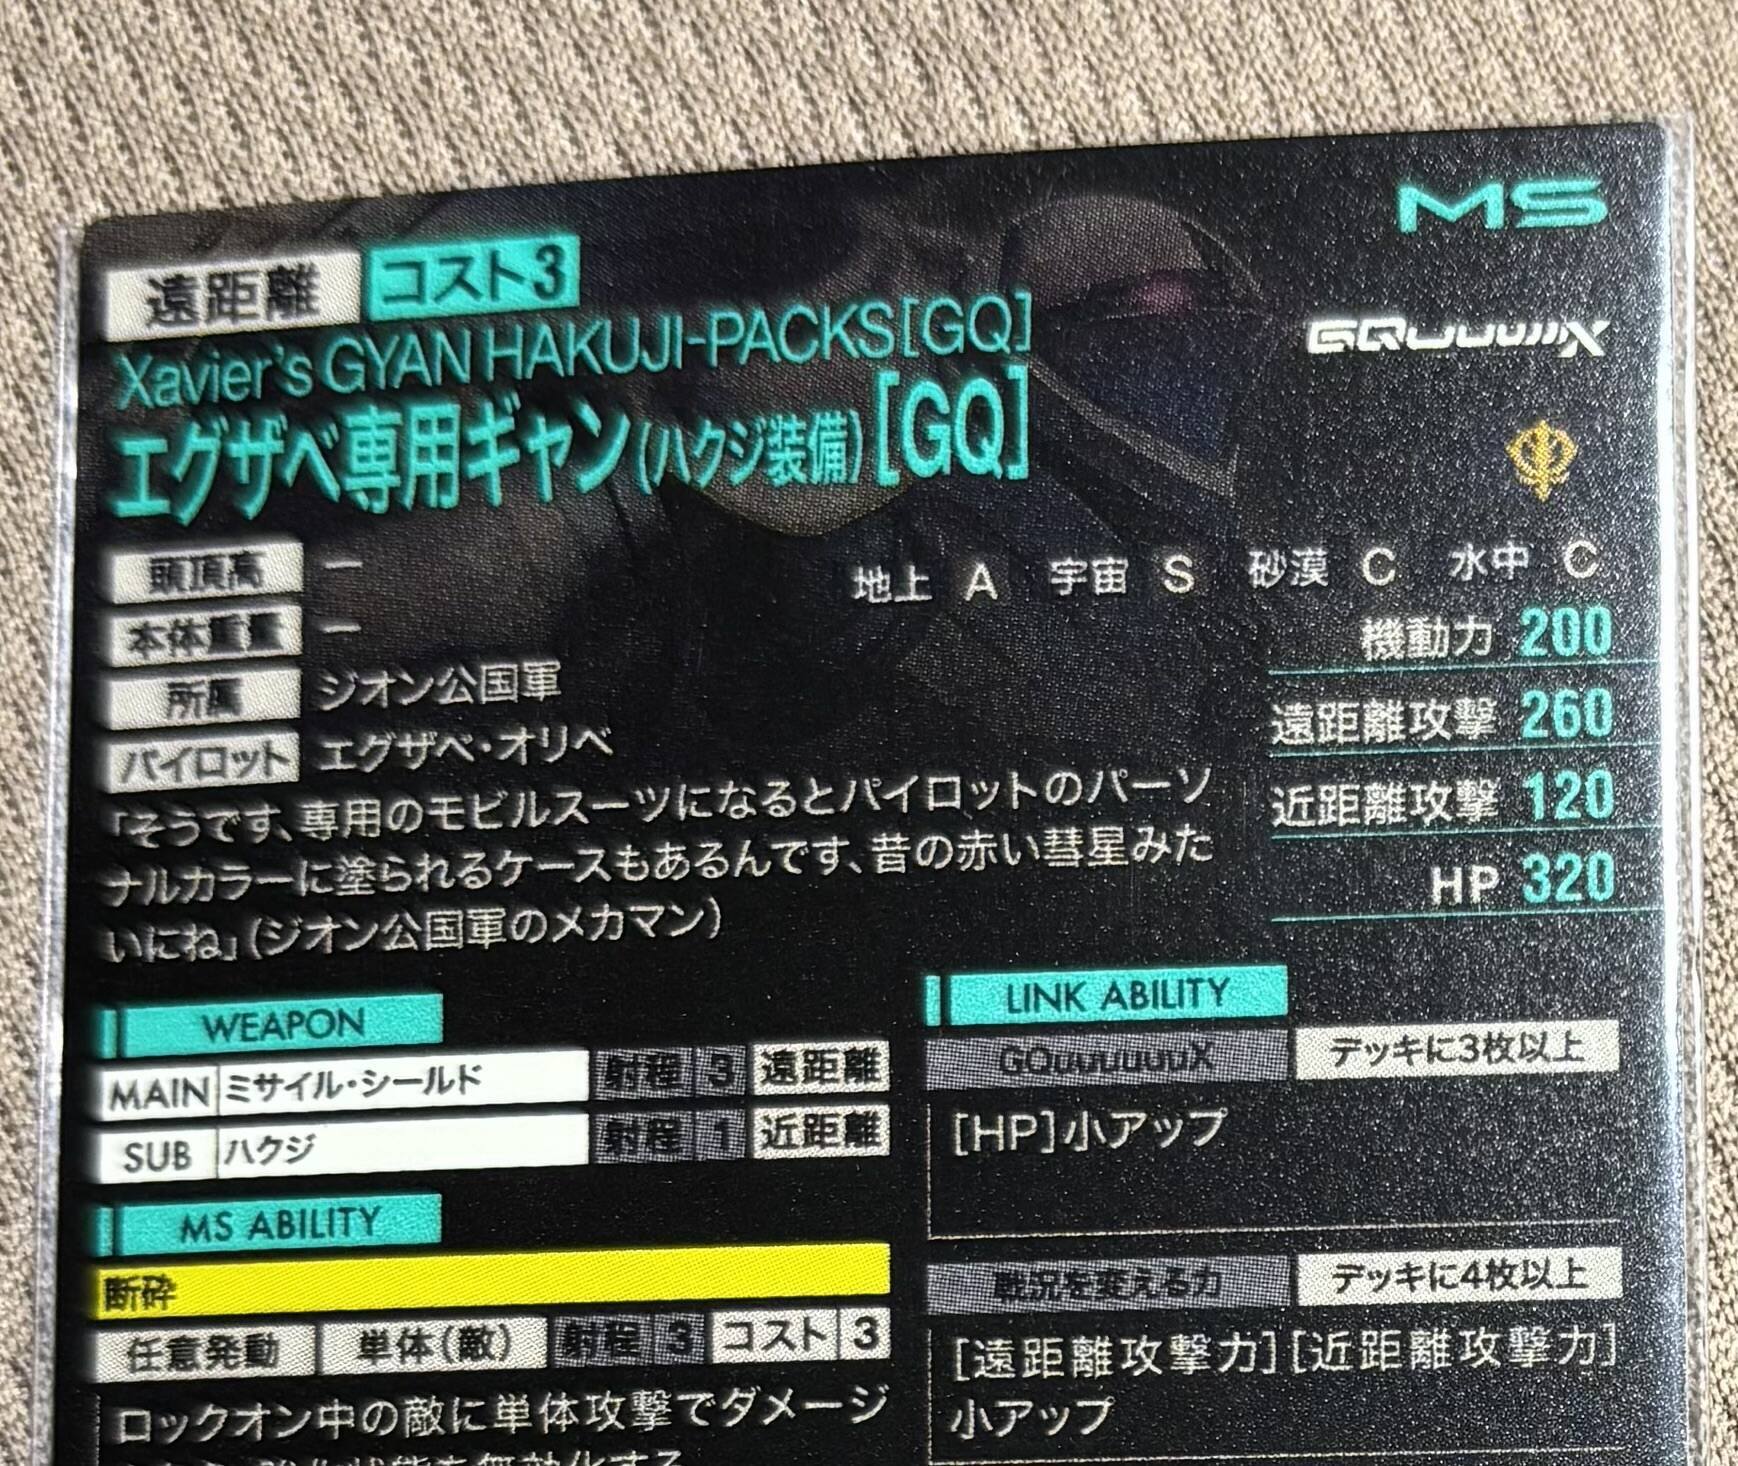 MS
遠距離 コスト3
Xavier's GYAN HAKUJI-PACKS[GQ]
GQuuuuuuX
エグザベ専用ギャン(ハクジ装備)[GQ]
頭頂高 —
地上 A 宇宙 S 砂漠 C 水中 C
本体重量 —
機動力 200
所属 ジオン公国軍
遠距離攻撃 260
パイロット エグザベ・オリベ
近距離攻撃 120
HP 320
「そうです、専用のモビルスーツになるとパイロットのパーソ
ナルカラーに塗られるケースもあるんです、昔の赤い彗星みた
いにね」(ジオン公国軍のメカマン)
WEAPON
MAIN ミサイル・シールド 射程 3 遠距離
SUB ハクジ 射程 1 近距離
MS ABILITY
断砕
任意発動 単体(敵) 射程 3 コスト 3
ロックオン中の敵に単体攻撃でダメージ
LINK ABILITY
GQuuuuuuX デッキに3枚以上
[HP]小アップ
戦況を変える力 デッキに4枚以上
[遠距離攻撃力][近距離攻撃力]
小アップ